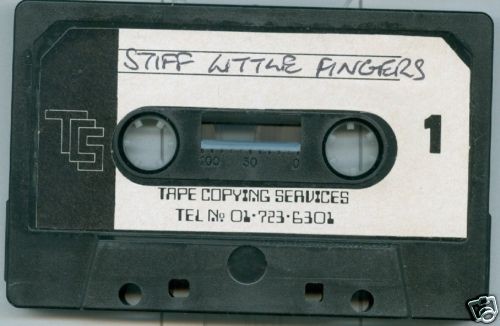 STIFF LITTLE FINGERS
TCS
1
100 50 0
TAPE COPYING SERVICES
TEL No 01·723·6301